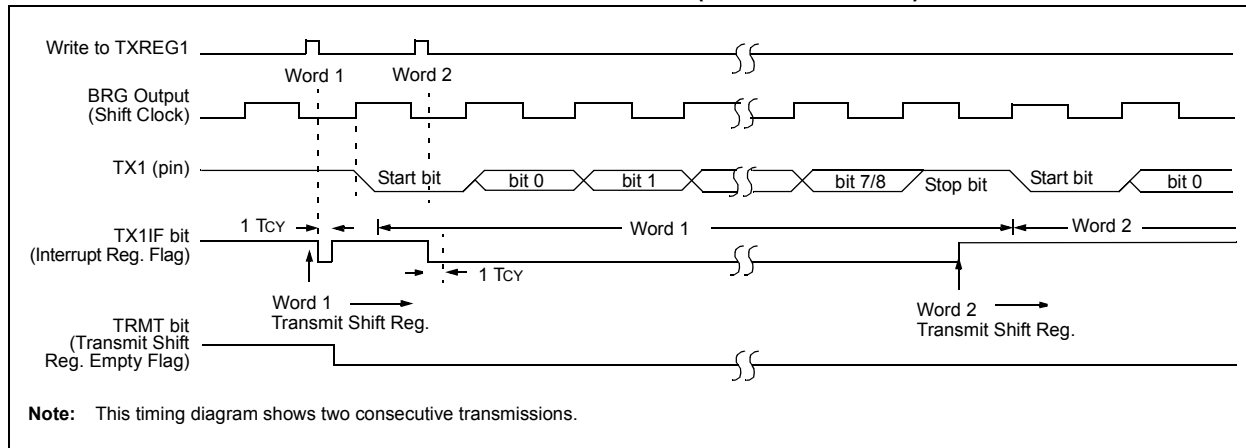 Write to TXREG1
Word 1
Word 2
BRG Output
(Shift Clock)
TX1 (pin)
Start bit
bit 0
bit 1
bit 7/8
Stop bit
Start bit
bit 0
TX1IF bit
(Interrupt Reg. Flag)
1 TCY
Word 1
Word 2
1 TCY
Word 1
Transmit Shift Reg.
Word 2
Transmit Shift Reg.
TRMT bit
(Transmit Shift
Reg. Empty Flag)
Note: This timing diagram shows two consecutive transmissions.